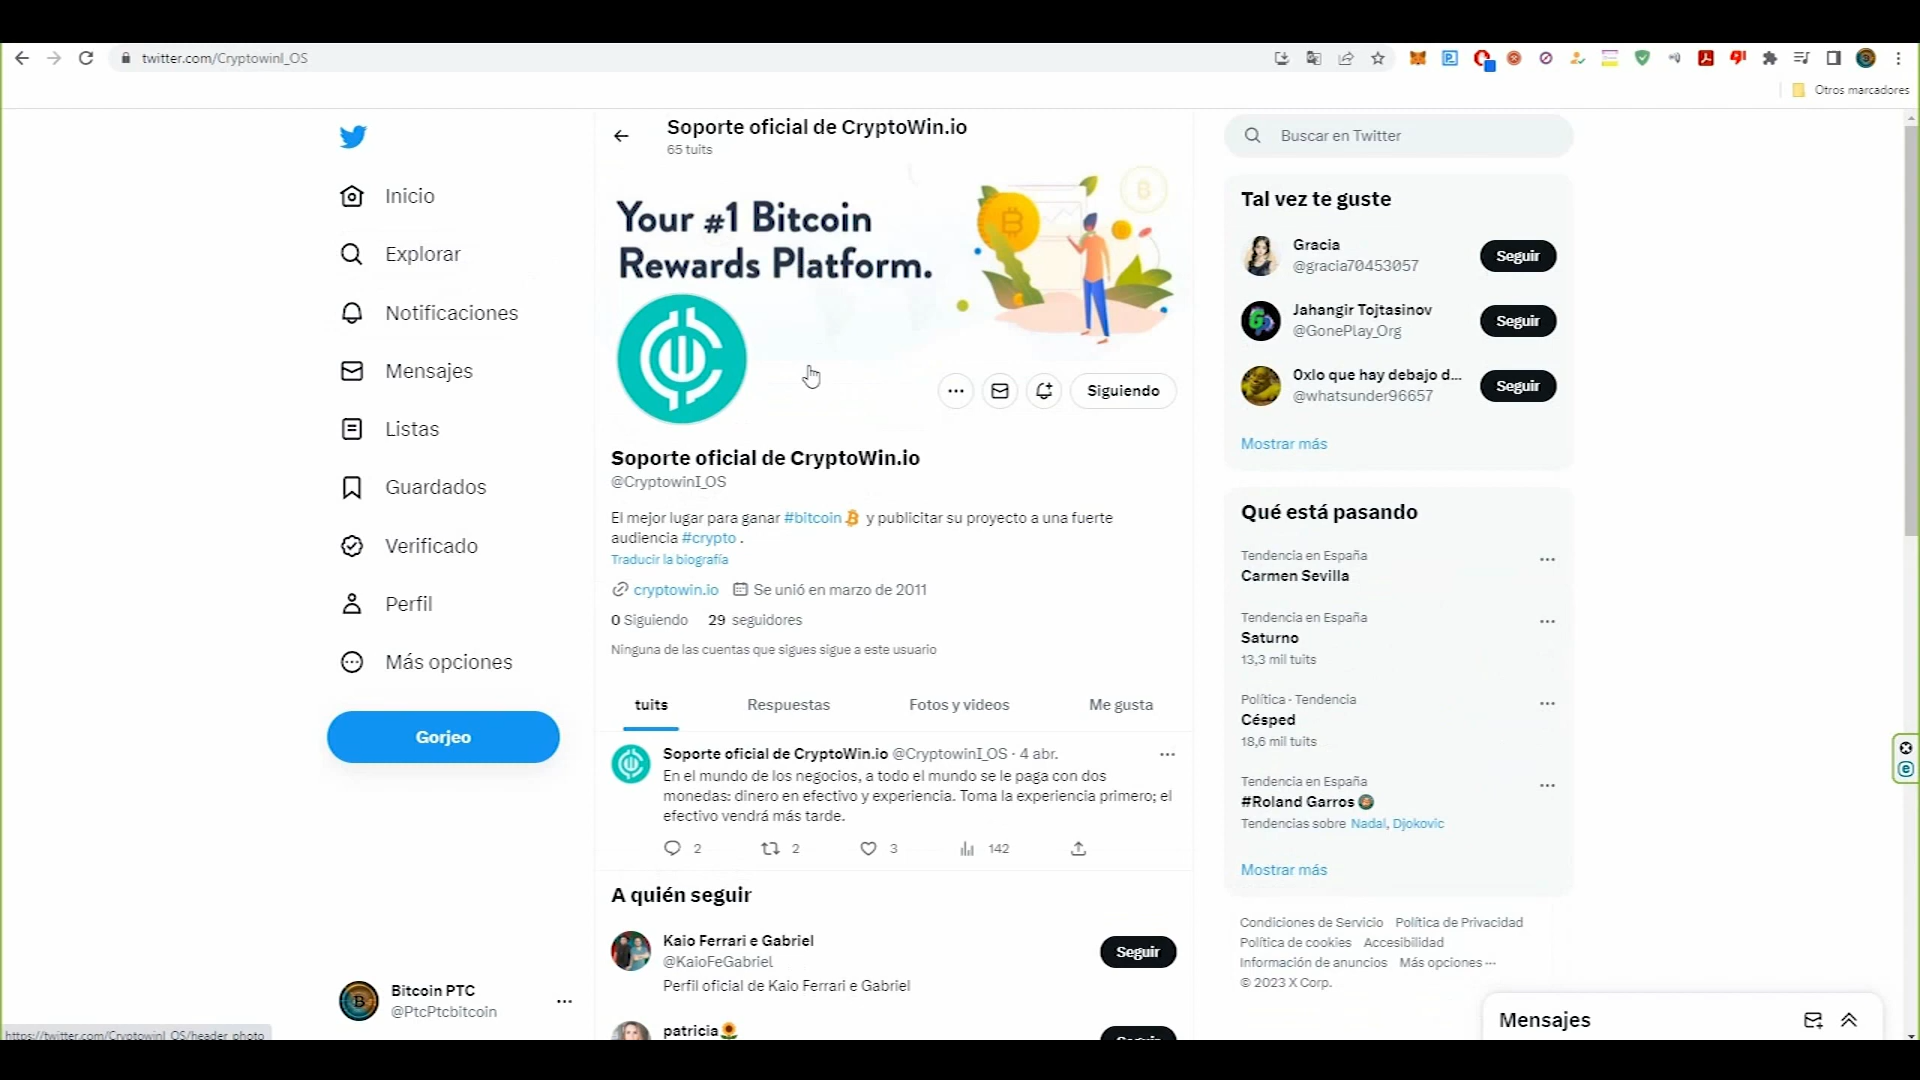 twitter.com/CryptowinI_OS
Otros marcadores
Inicio
Explorar
Notificaciones
Mensajes
Listas
Guardados
Verificado
Perfil
Más opciones
Gorjeo
Bitcoin PTC
@PtcPtcbitcoin
https://twitter.com/CryptowinI_OS/header_photo
Soporte oficial de CryptoWin.io
65 tuits
Your #1 Bitcoin
Rewards Platform.
Siguiendo
Soporte oficial de CryptoWin.io
@CryptowinI_OS
El mejor lugar para ganar #bitcoin y publicitar su proyecto a una fuerte
audiencia #crypto .
Traducir la biografía
cryptowin.io Se unió en marzo de 2011
0 Siguiendo 29 seguidores
Ninguna de las cuentas que sigues sigue a este usuario
tuits Respuestas Fotos y videos Me gusta
Soporte oficial de CryptoWin.io @CryptowinI_OS · 4 abr.
En el mundo de los negocios, a todo el mundo se le paga con dos
monedas: dinero en efectivo y experiencia. Toma la experiencia primero; el
efectivo vendrá más tarde.
2 2 3 142
A quién seguir
Kaio Ferrari e Gabriel
@KaioFeGabriel
Perfil oficial de Kaio Ferrari e Gabriel
Seguir
patricia🌻
Seguir
Buscar en Twitter
Tal vez te guste
Gracia
@gracia70453057
Seguir
Jahangir Tojtasinov
@GonePlay_Org
Seguir
0xlo que hay debajo d...
@whatsunder96657
Seguir
Mostrar más
Qué está pasando
Tendencia en España
Carmen Sevilla
Tendencia en España
Saturno
13,3 mil tuits
Política · Tendencia
Césped
18,6 mil tuits
Tendencia en España
#Roland Garros
Tendencias sobre Nadal, Djokovic
Mostrar más
Condiciones de Servicio Política de Privacidad
Política de cookies Accesibilidad
Información de anuncios Más opciones ···
© 2023 X Corp.
Mensajes